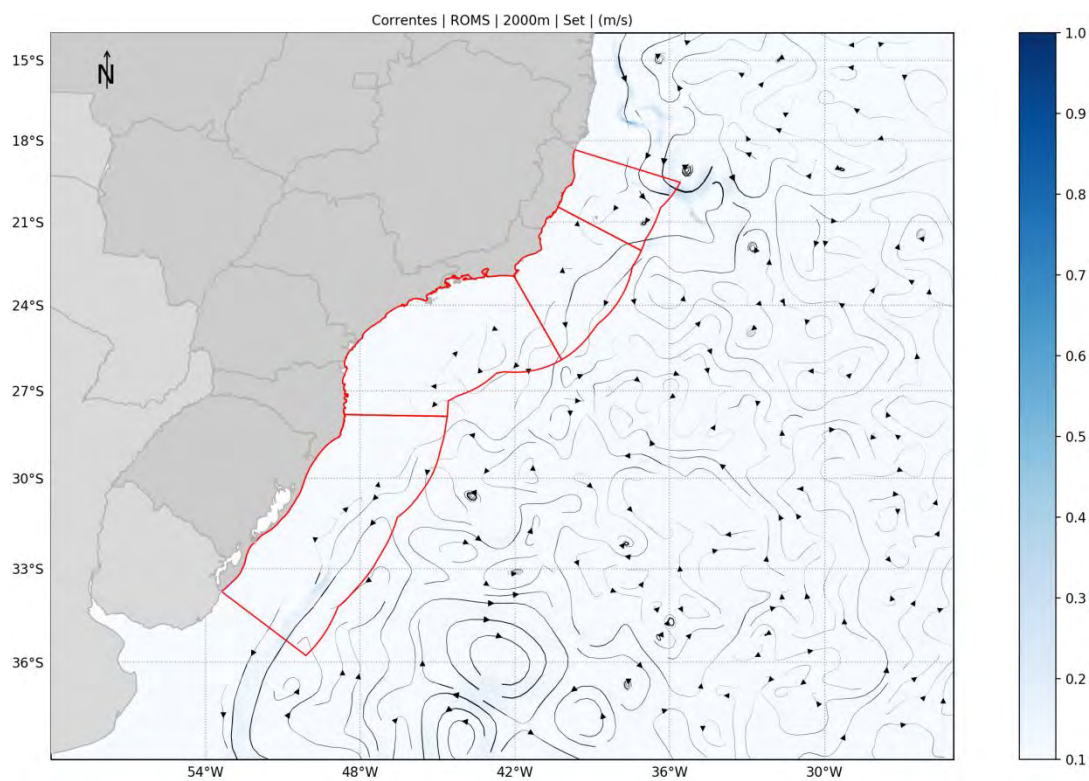 Correntes | ROMS | 2000m | Set | (m/s)
N
15°S
18°S
21°S
24°S
27°S
30°S
33°S
36°S
54°W
48°W
42°W
36°W
30°W
1.0
0.9
0.8
0.7
0.6
0.5
0.4
0.3
0.2
0.1